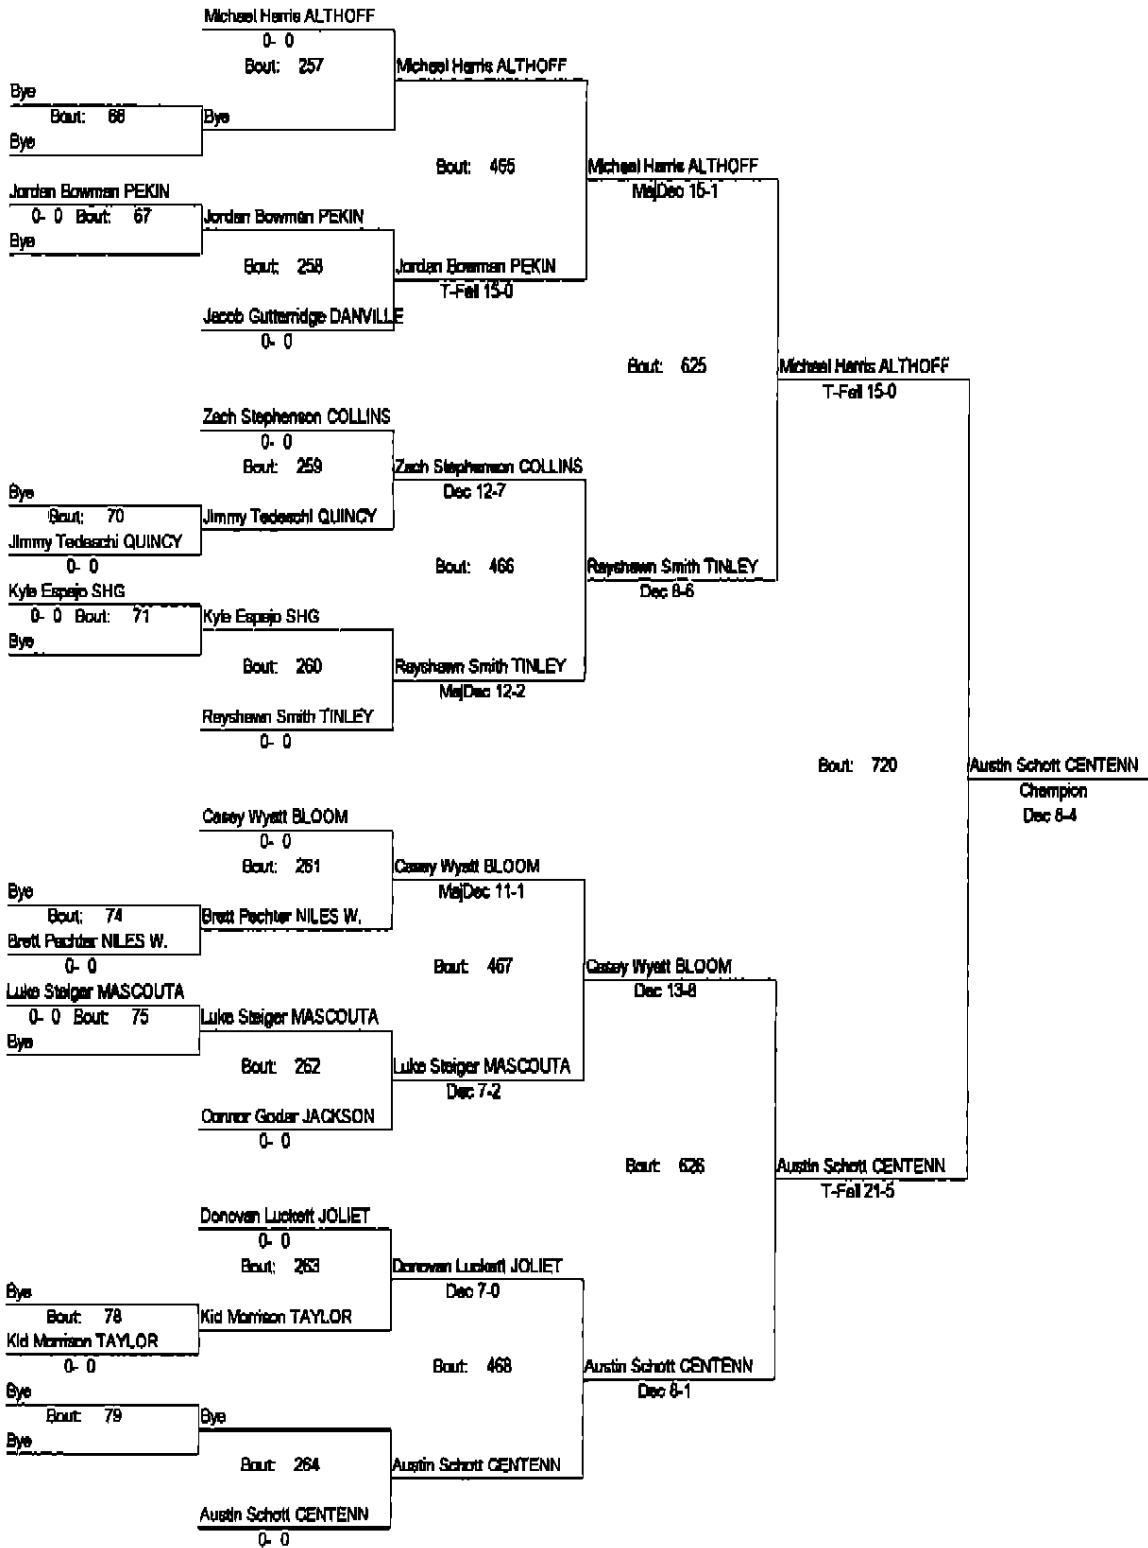 Michael Harris ALTHOFF
0- 0
Bout: 257
Michael Harris ALTHOFF
Bye
Bout: 66
Bye
Bye
Bout: 465
Michael Harris ALTHOFF
MajDec 15-1
Jordan Bowman PEKIN
0- 0 Bout: 67
Jordan Bowman PEKIN
Bye
Bout: 258
Jordan Bowman PEKIN
T-Fall 15-0
Jacob Gutterridge DANVILLE
0- 0
Bout: 625
Michael Harris ALTHOFF
T-Fall 15-0
Zach Stephenson COLLINS
0- 0
Bout: 259
Zach Stephenson COLLINS
Dec 12-7
Bye
Bout: 70
Jimmy Tedeschi QUINCY
Jimmy Tedeschi QUINCY
0- 0
Bout: 466
Rayshawn Smith TINLEY
Dec 8-6
Kyle Espejo SHG
0- 0 Bout: 71
Kyle Espejo SHG
Bye
Bout: 260
Rayshawn Smith TINLEY
MajDec 12-2
Rayshawn Smith TINLEY
0- 0
Bout: 720
Austin Schott CENTENN
Champion
Dec 8-4
Casey Wyatt BLOOM
0- 0
Bout: 261
Casey Wyatt BLOOM
MajDec 11-1
Bye
Bout: 74
Brett Pechter NILES W.
Brett Pechter NILES W.
0- 0
Bout: 467
Casey Wyatt BLOOM
Dec 13-8
Luke Steiger MASCOUTA
0- 0 Bout: 75
Luke Steiger MASCOUTA
Bye
Bout: 262
Luke Steiger MASCOUTA
Dec 7-2
Connor Godar JACKSON
0- 0
Bout: 626
Austin Schott CENTENN
T-Fall 21-5
Donovan Luckett JOLIET
0- 0
Bout: 263
Donovan Luckett JOLIET
Dec 7-0
Bye
Bout: 78
Kid Morrison TAYLOR
Kid Morrison TAYLOR
0- 0
Bout: 468
Austin Schott CENTENN
Dec 8-1
Bye
Bout: 79
Bye
Bye
Bout: 264
Austin Schott CENTENN
Austin Schott CENTENN
0- 0